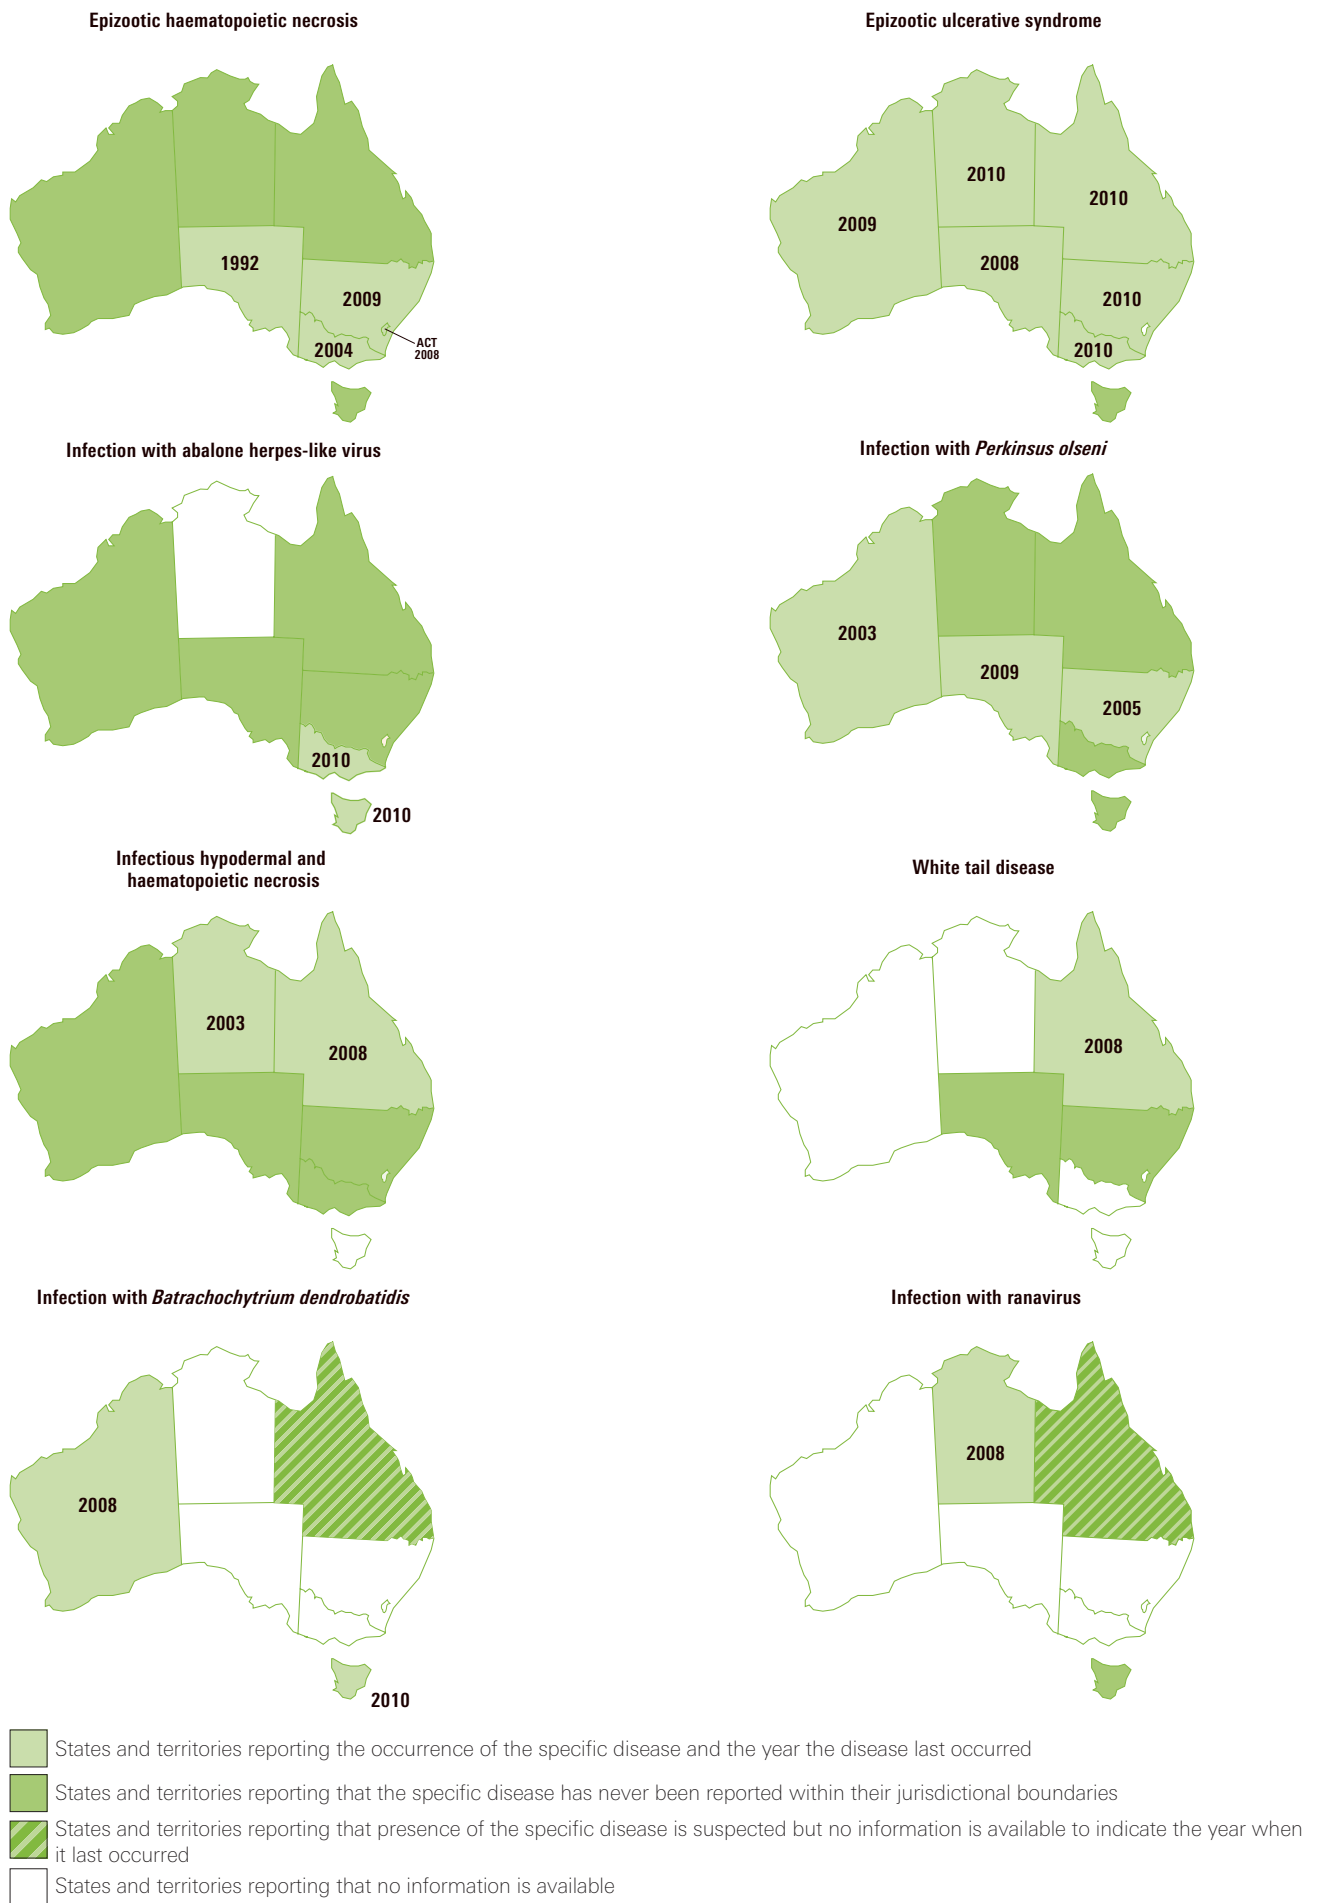 Epizootic haematopoietic necrosis
1992
2009
2004
ACT
2008
Epizootic ulcerative syndrome
2009
2010
2010
2008
2010
2010
Infection with abalone herpes-like virus
2010
2010
Infection with Perkinsus olseni
2003
2009
2005
Infectious hypodermal and
haematopoietic necrosis
2003
2008
White tail disease
2008
Infection with Batrachochytrium dendrobatidis
2008
2010
Infection with ranavirus
2008
States and territories reporting the occurrence of the specific disease and the year the disease last occurred
States and territories reporting that the specific disease has never been reported within their jurisdictional boundaries
States and territories reporting that presence of the specific disease is suspected but no information is available to indicate the year when
it last occurred
States and territories reporting that no information is available